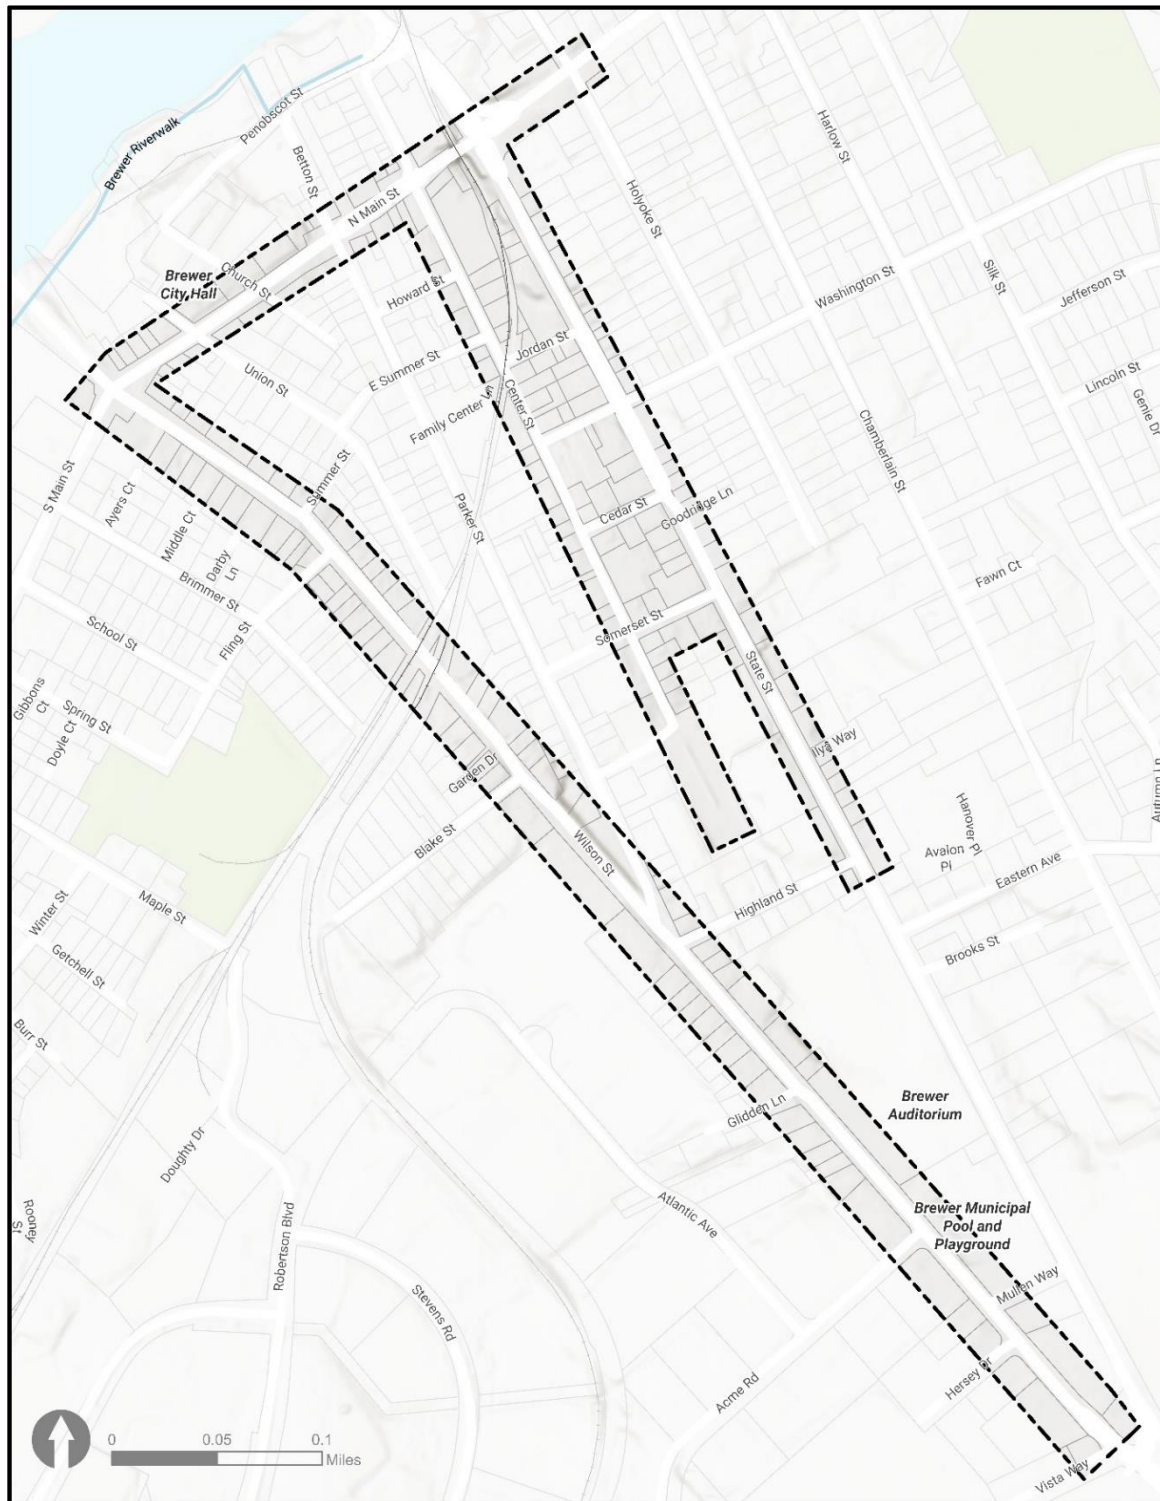 Penobscot St
Brewer Riverwalk
Betton St
Harlow St
N Main St
Holyoke St
Brewer
City Hall
Church St
Silk St
Washington St
Jefferson St
Howard St
Jordan St
E Summer St
Union St
Center St
Lincoln St
Family Center Ln
Genie Dr
Chamberlain St
S Main St
Ayers Ct
Middle Ct
Darby
Ln
Parker St
Cedar St
Goodridge Ln
Brimmer St
Fawn Ct
School St
Fling St
Somerset St
State St
Gibbons
Ct
Doyle Ct
Spring St
Garden Dr
Autumn Ln
Hanover Pl
Blake St
Wilson St
Avalon
Pl
Eastern Ave
Maple St
Winter St
Highland St
Getchell St
Brooks St
Burr St
Glidden Ln
Brewer
Auditorium
Doughty Dr
Rooney
St
Atlantic Ave
Brewer Municipal
Pool and
Playground
Robertson Blvd
Stevens Rd
Mullen Way
Hersey Dr
Acme Rd
0 0.05 0.1
Miles
Vista Way